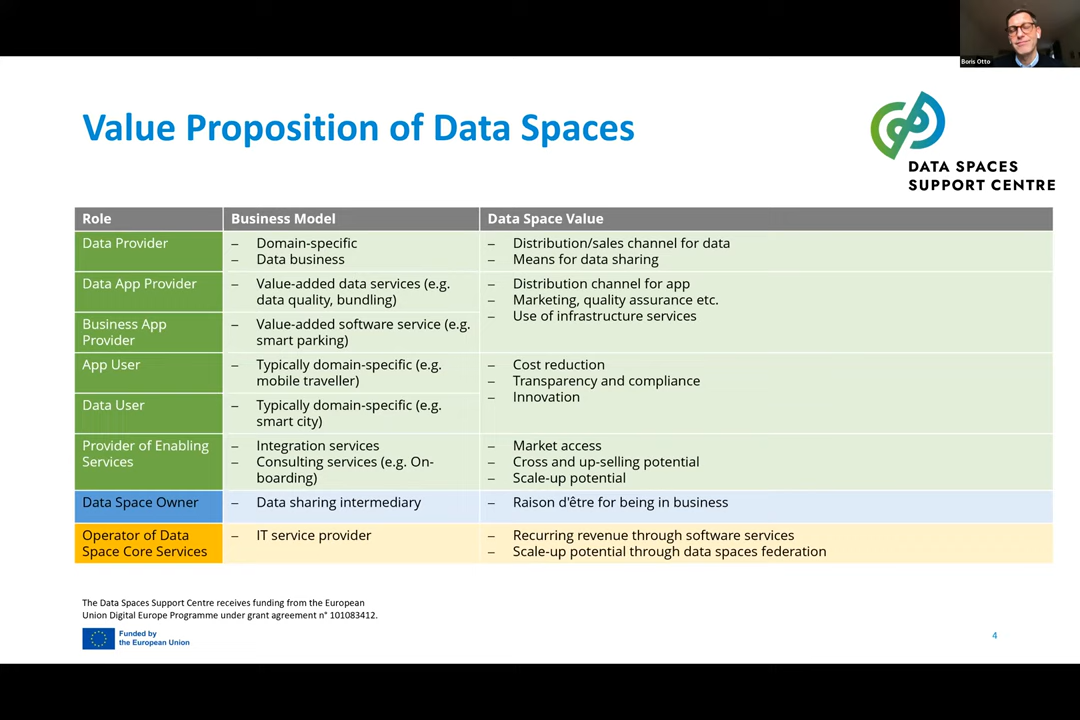 Boris Otto
Value Proposition of Data Spaces
DATA SPACES
SUPPORT CENTRE
Role
Business Model
Data Space Value
Data Provider
– Domain-specific
– Data business
– Distribution/sales channel for data
– Means for data sharing
Data App Provider
– Value-added data services (e.g.
data quality, bundling)
– Distribution channel for app
– Marketing, quality assurance etc.
– Use of infrastructure services
Business App
Provider
– Value-added software service (e.g.
smart parking)
App User
– Typically domain-specific (e.g.
mobile traveller)
– Cost reduction
– Transparency and compliance
– Innovation
Data User
– Typically domain-specific (e.g.
smart city)
Provider of Enabling
Services
– Integration services
– Consulting services (e.g. On-
boarding)
– Market access
– Cross and up-selling potential
– Scale-up potential
Data Space Owner
– Data sharing intermediary
– Raison d'être for being in business
Operator of Data
Space Core Services
– IT service provider
– Recurring revenue through software services
– Scale-up potential through data spaces federation
The Data Spaces Support Centre receives funding from the European
Union Digital Europe Programme under grant agreement n° 101083412.
Funded by
the European Union
4